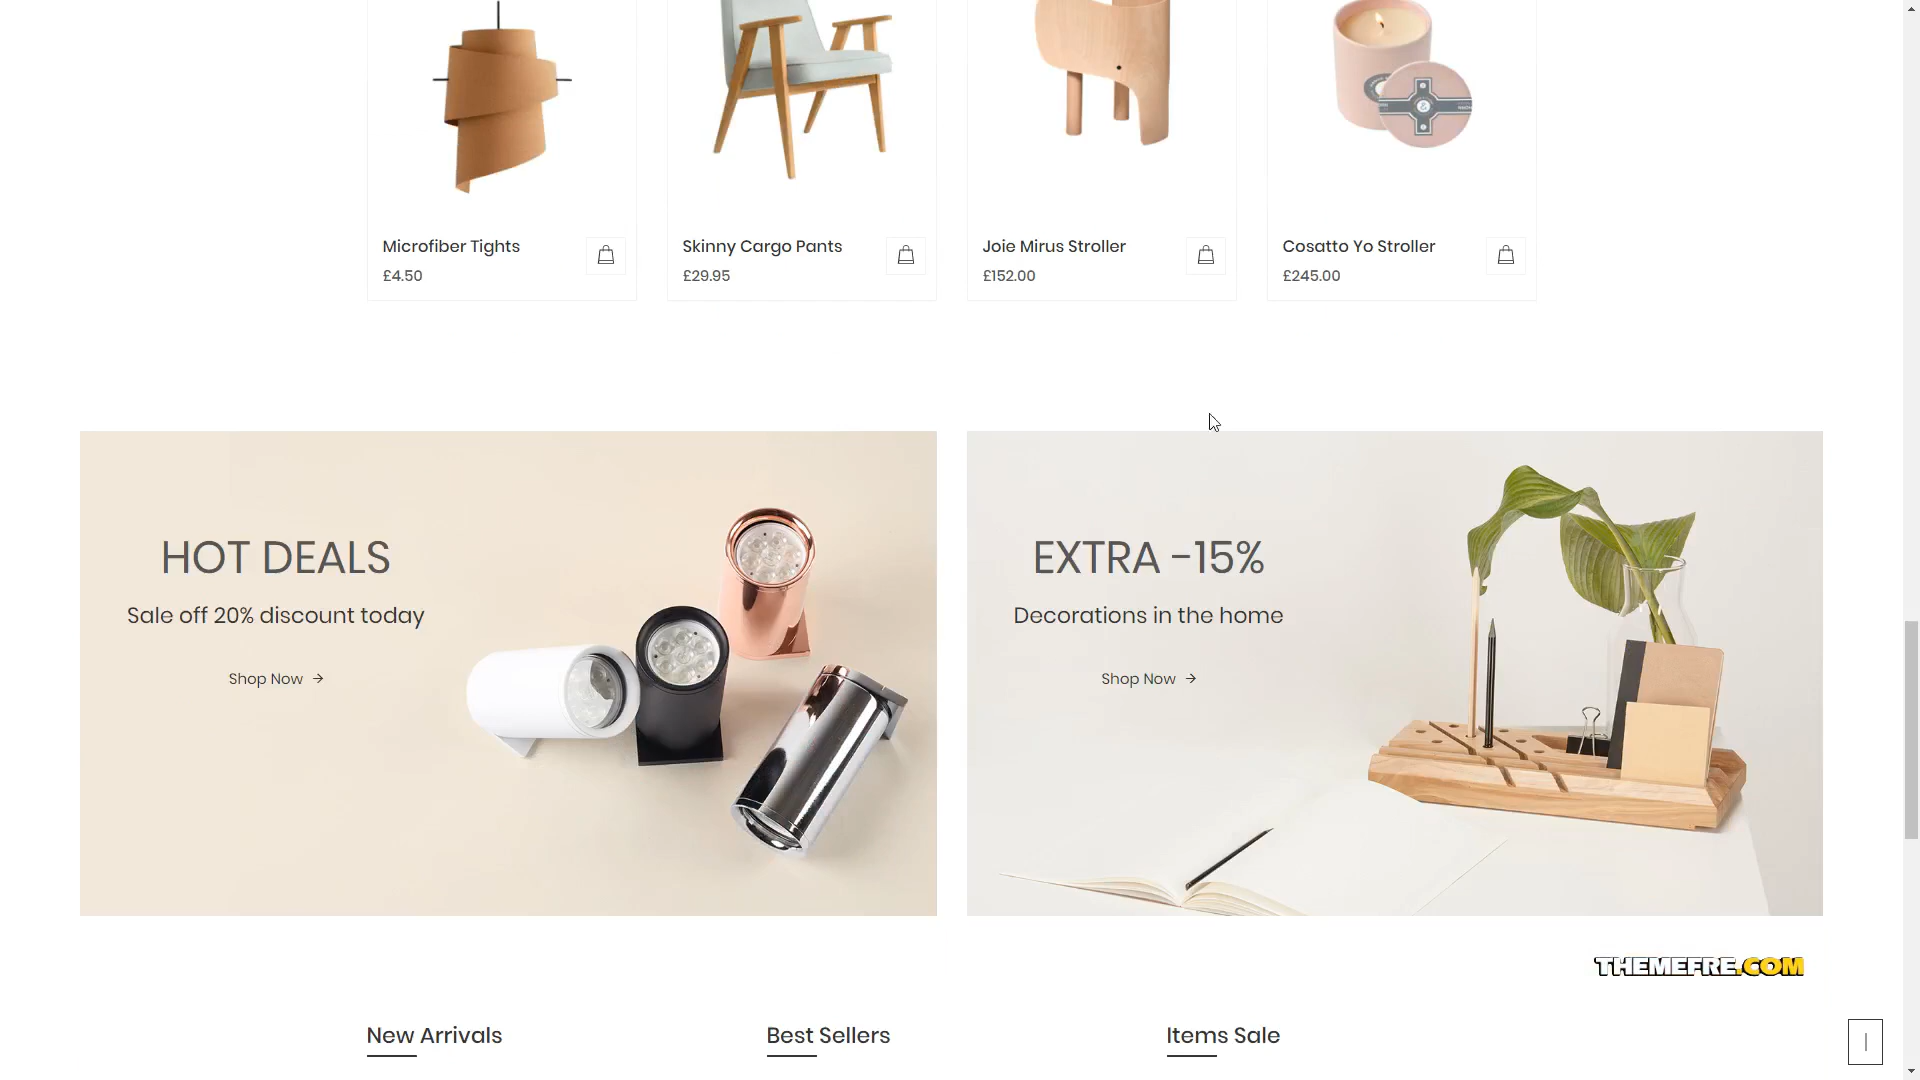 Microfiber Tights
£4.50
Skinny Cargo Pants
£29.95
Joie Mirus Stroller
£152.00
Cosatto Yo Stroller
£245.00
HOT DEALS
Sale off 20% discount today
Shop Now →
EXTRA -15%
Decorations in the home
Shop Now →
THEMEFRE.COM
New Arrivals
Best Sellers
Items Sale